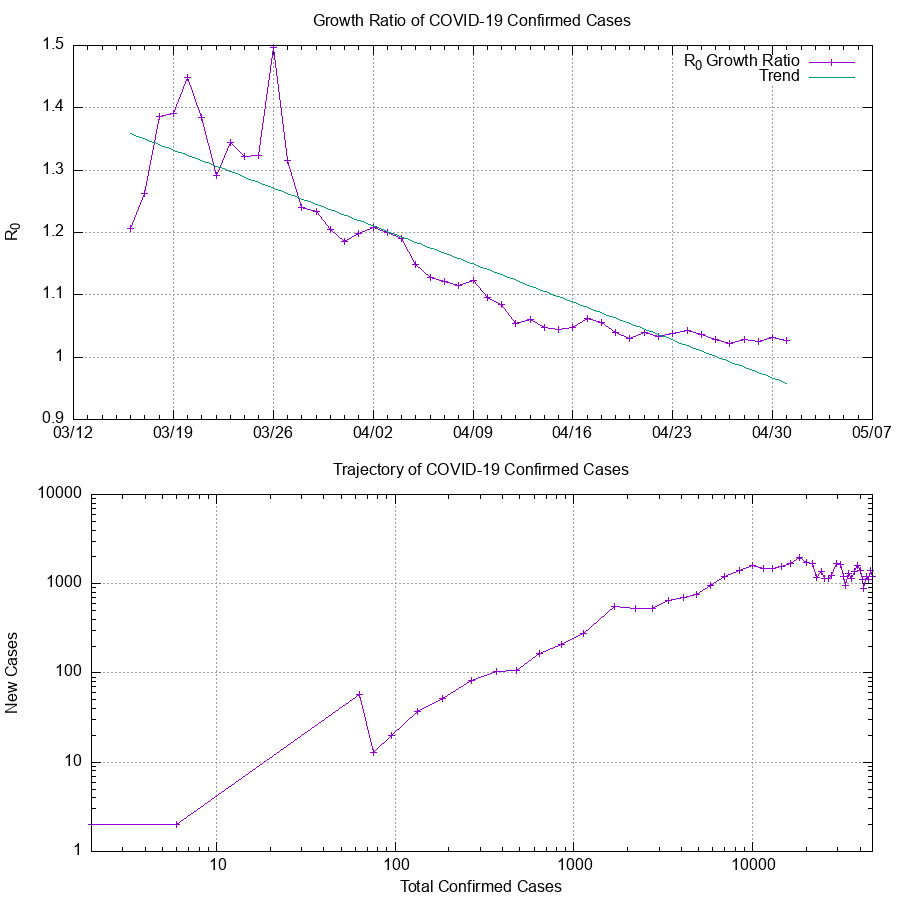 Growth Ratio of COVID-19 Confirmed Cases
R0 Growth Ratio
Trend
1.5
1.4
1.3
1.2
1.1
1
0.9
R0
03/12 03/19 03/26 04/02 04/09 04/16 04/23 04/30 05/07
Trajectory of COVID-19 Confirmed Cases
10000
1000
100
10
1
New Cases
10 100 1000 10000
Total Confirmed Cases